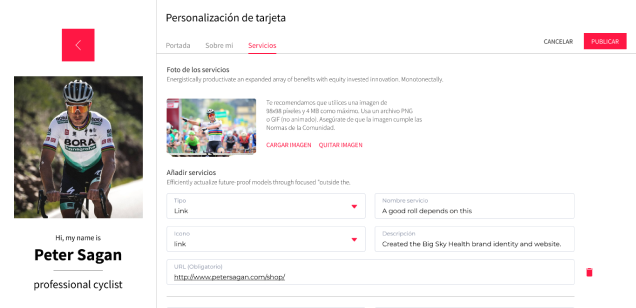 Personalización de tarjeta
Portada
Sobre mi
Servicios
CANCELAR
PUBLICAR
Foto de los servicios
Energistically productivate an expanded array of benefits with equity invested innovation. Monotonectally.
Te recomendamos que utilices una imagen de
98x98 píxeles y 4 MB como máximo. Usa un archivo PNG
o GIF (no animado). Asegúrate de que la imagen cumple las
Normas de la Comunidad.
CARGAR IMAGEN
QUITAR IMAGEN
Añadir servicios
Efficiently actualize future-proof models through focused "outside the.
Tipo
Link
Nombre servicio
A good roll depends on this
Icono
link
Descripción
Created the Big Sky Health brand identity and website.
URL (Obligatorio)
http://www.petersagan.com/shop/
BORA
Hi, my name is
Peter Sagan
professional cyclist